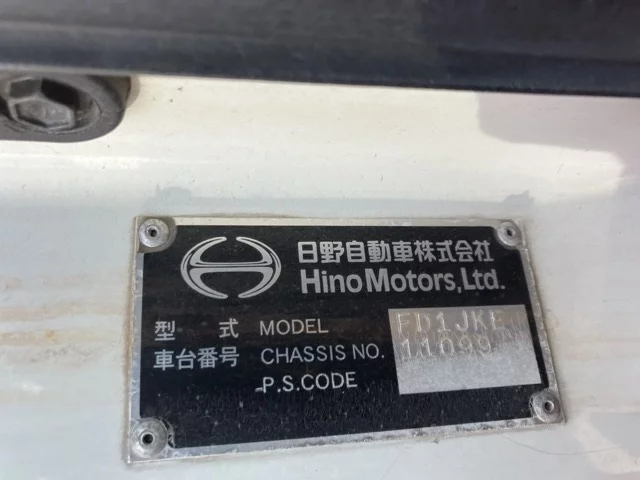 日野自動車株式会社
Hino Motors, Ltd.
型 式 MODEL FD1JKE
車台番号 CHASSIS NO. 11099
P.S.CODE